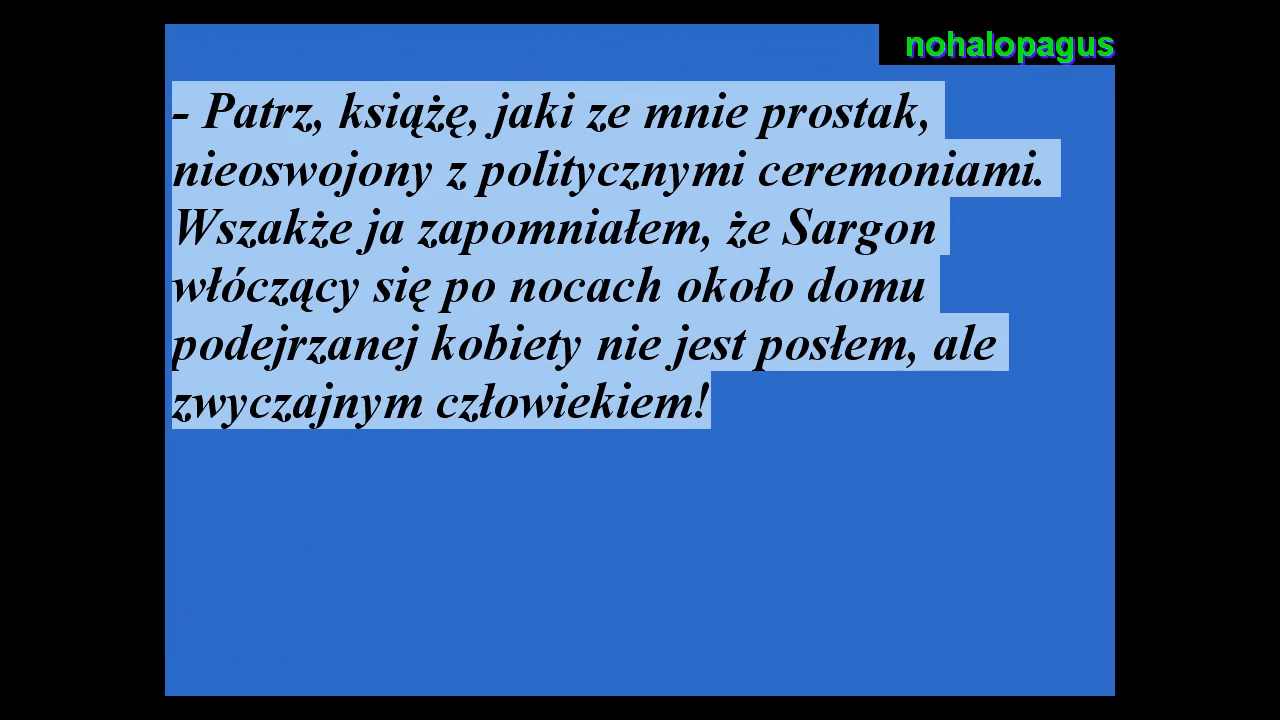 nohalopagus
- Patrz, książę, jaki ze mnie prostak,
nieoswojony z politycznymi ceremoniami.
Wszakże ja zapomniałem, że Sargon
włóczący się po nocach około domu
podejrzanej kobiety nie jest posłem, ale
zwyczajnym człowiekiem!